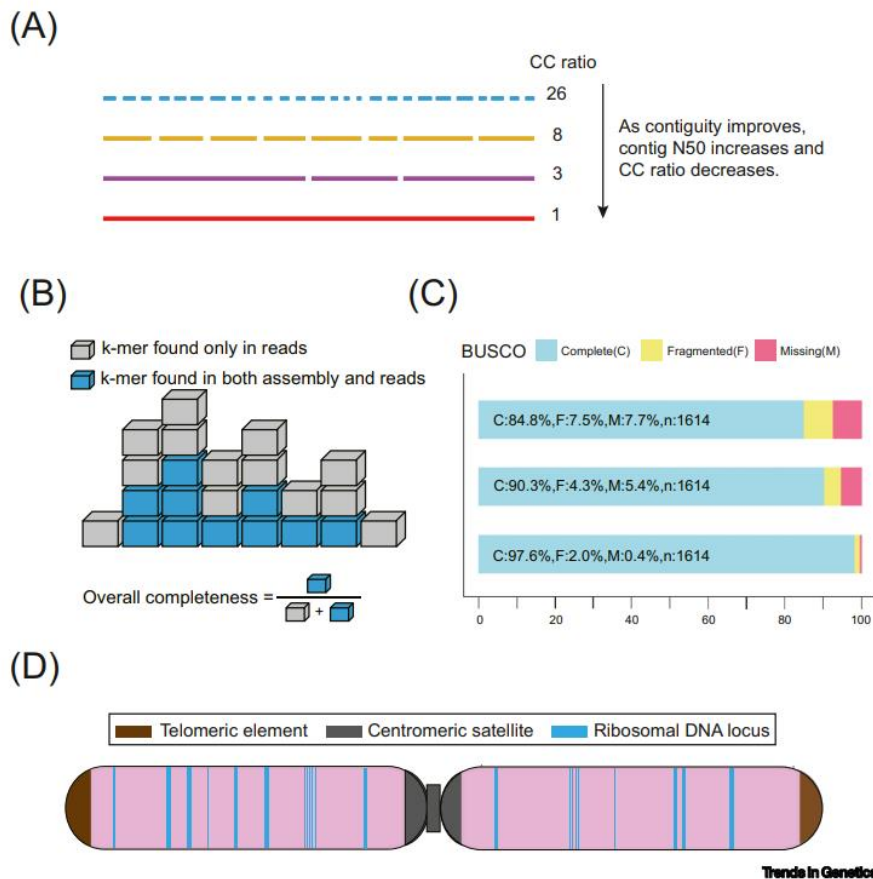 (A)
CC ratio
26
8
3
1
As contiguity improves,
contig N50 increases and
CC ratio decreases.
(B)
k-mer found only in reads
k-mer found in both assembly and reads
Overall completeness =
+
(C)
BUSCO Complete(C) Fragmented(F) Missing(M)
C:84.8%,F:7.5%,M:7.7%,n:1614
C:90.3%,F:4.3%,M:5.4%,n:1614
C:97.6%,F:2.0%,M:0.4%,n:1614
0 20 40 60 80 100
(D)
Telomeric element Centromeric satellite Ribosomal DNA locus
Trends in Genetics